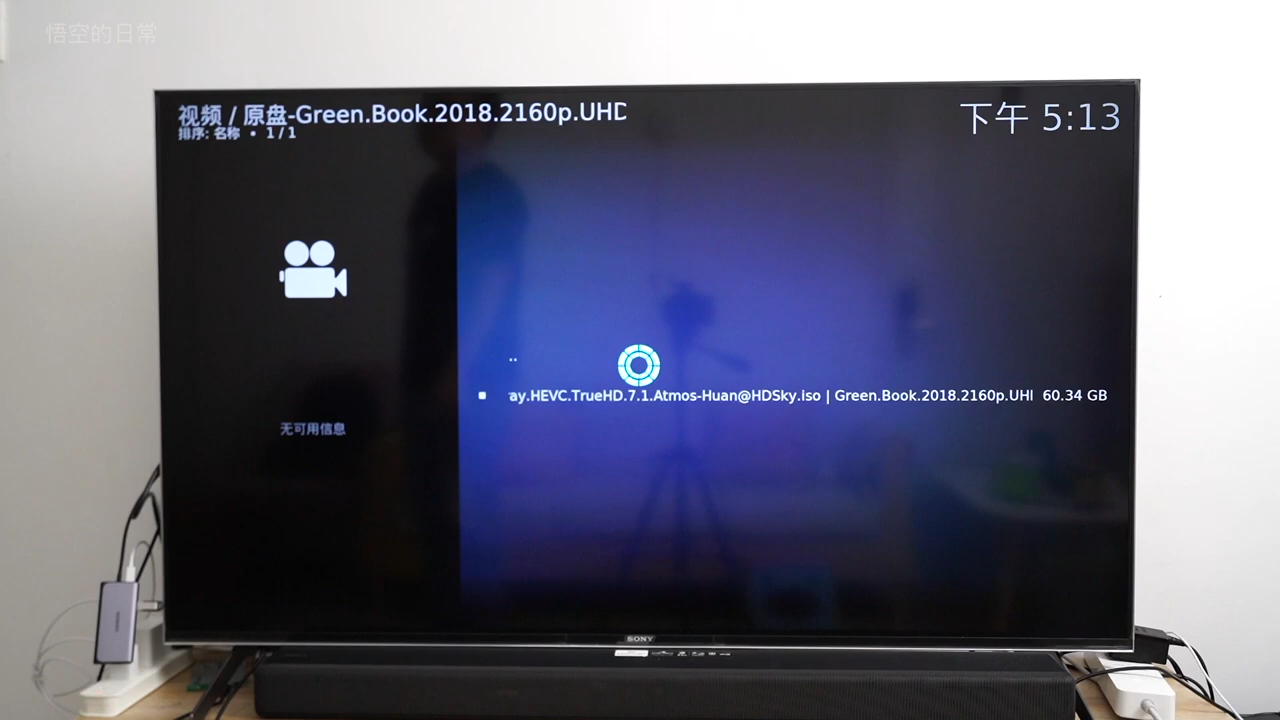 悟空的日常
视频 / 原盘-Green.Book.2018.2160p.UHD
下午 5:13
排序: 名称 • 1 / 1
..
ay.HEVC.TrueHD.7.1.Atmos-Huan@HDSky.iso | Green.Book.2018.2160p.UHI 60.34 GB
无可用信息
SONY